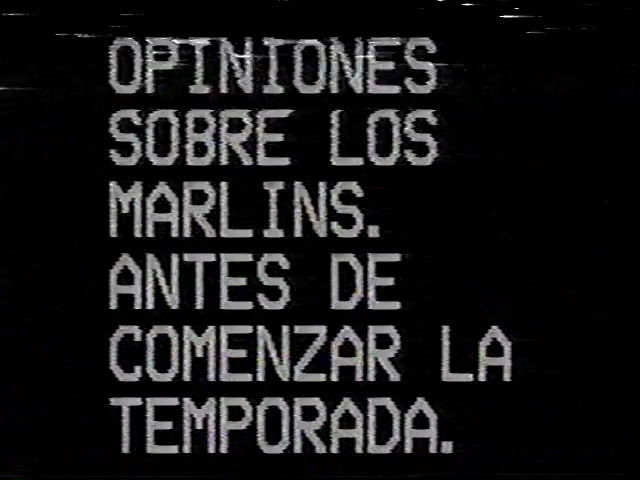 OPINIONES
SOBRE LOS
MARLINS.
ANTES DE
COMENZAR LA
TEMPORADA.